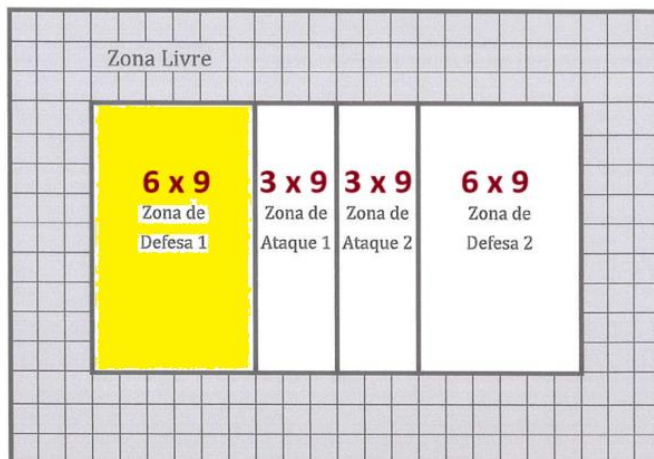 Zona Livre
6 x 9
Zona de
Defesa 1
3 x 9
Zona de
Ataque 1
3 x 9
Zona de
Ataque 2
6 x 9
Zona de
Defesa 2